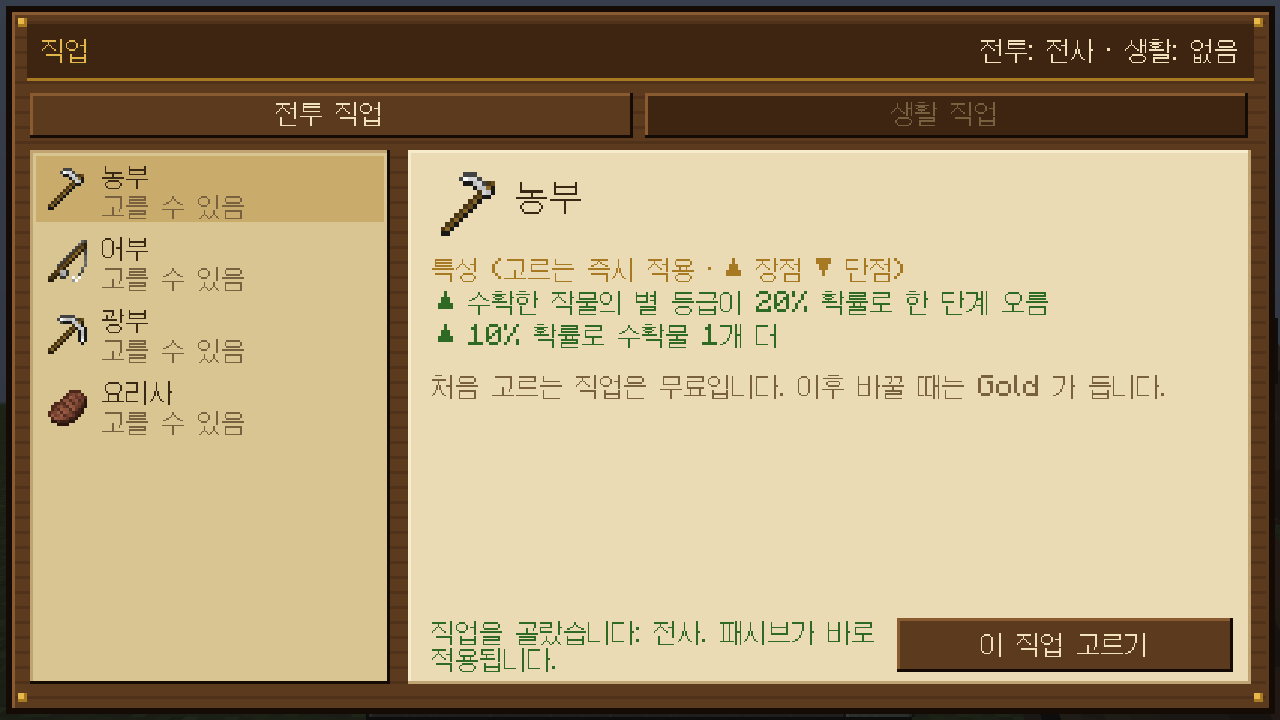 직업
전투: 전사 · 생활: 없음
전투 직업
생활 직업
농부
고를 수 있음
어부
고를 수 있음
광부
고를 수 있음
요리사
고를 수 있음
농부
특성 (고르는 즉시 적용 · ▲ 장점 ▼ 단점)
▲ 수확한 작물의 별 등급이 20% 확률로 한 단계 오름
▲ 10% 확률로 수확물 1개 더
처음 고르는 직업은 무료입니다. 이후 바꿀 때는 Gold 가 듭니다.
직업을 골랐습니다: 전사. 패시브가 바로
적용됩니다.
이 직업 고르기